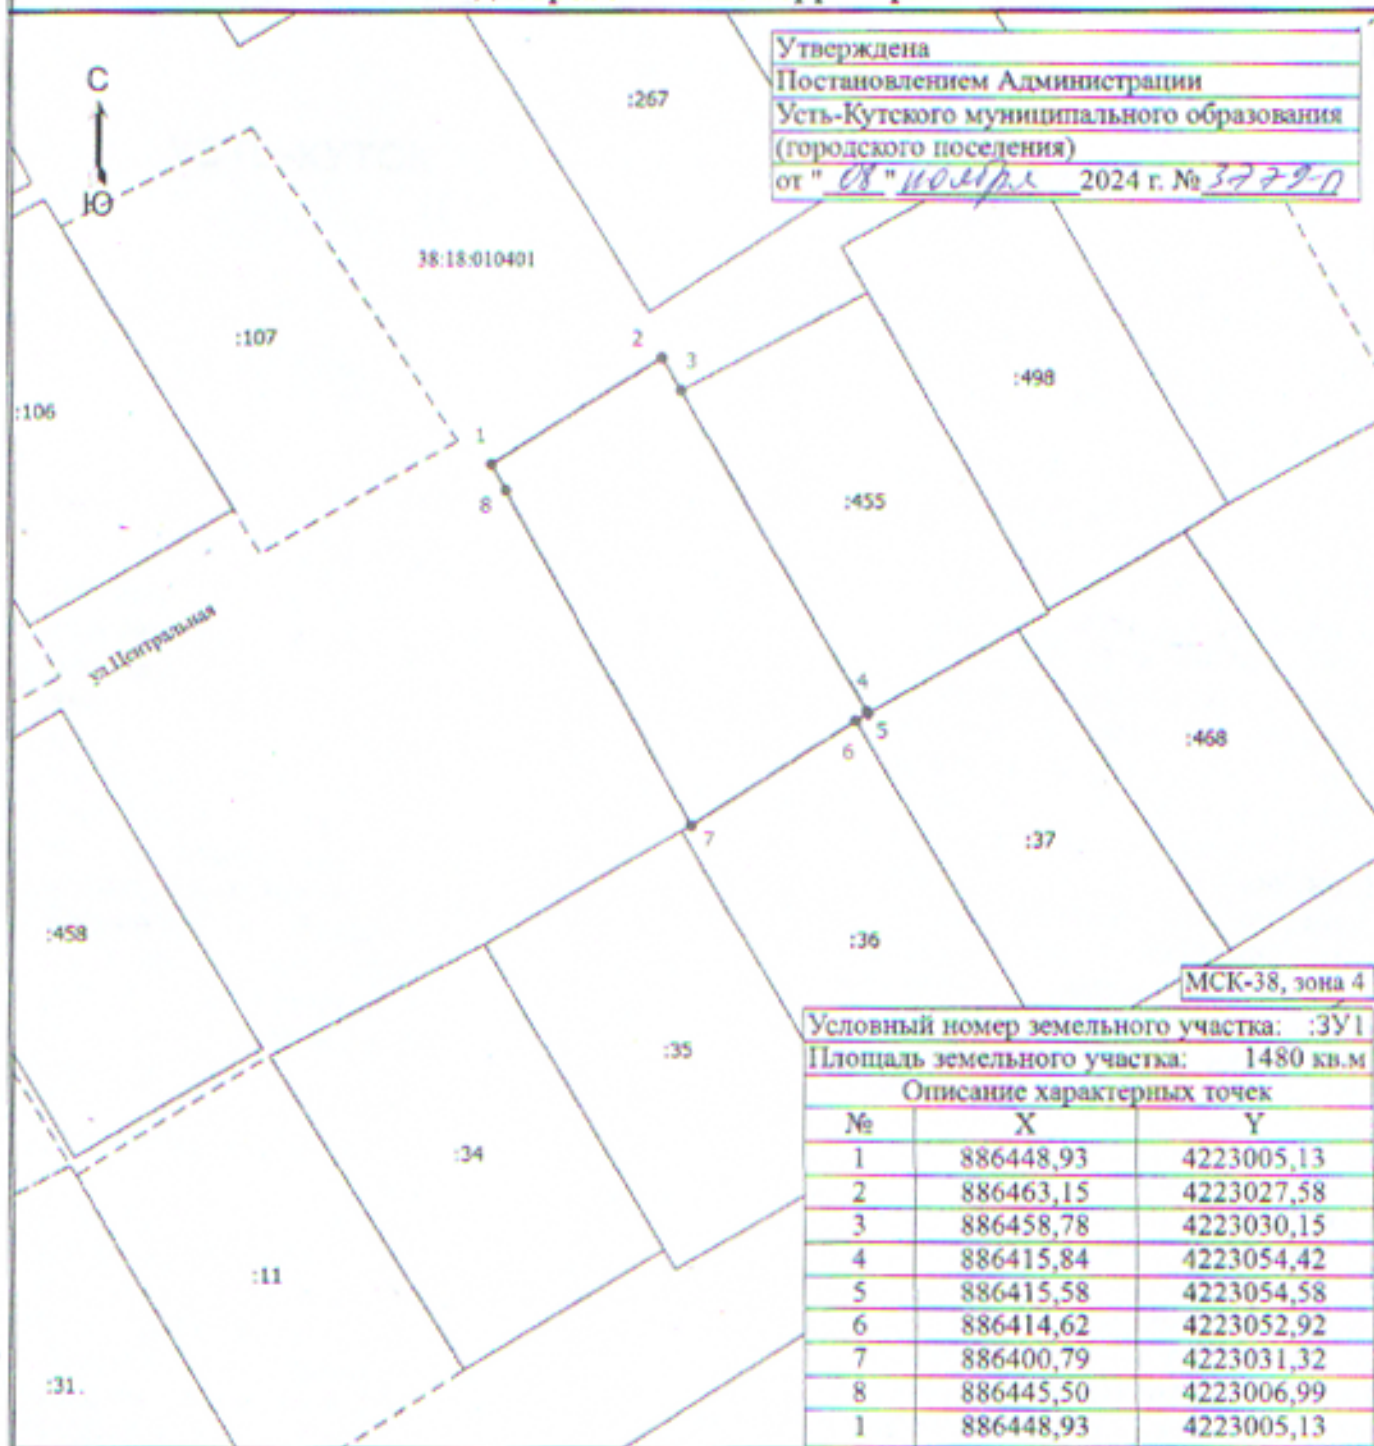 Утверждена
Постановлением Администрации
Усть-Кутского муниципального образования
(городского поселения)
от "08" ноября 2024 г. № 3779-п
С
Ю
:267
38:18:010401
:107
:106
:498
2
3
1
8
:455
ул.Центральная
4
5
6
7
:468
:37
:458
:36
:35
:34
:11
:31
МСК-38, зона 4
Условный номер земельного участка: :ЗУ1
Площадь земельного участка: 1480 кв.м
Описание характерных точек
№ X Y
1 886448,93 4223005,13
2 886463,15 4223027,58
3 886458,78 4223030,15
4 886415,84 4223054,42
5 886415,58 4223054,58
6 886414,62 4223052,92
7 886400,79 4223031,32
8 886445,50 4223006,99
1 886448,93 4223005,13